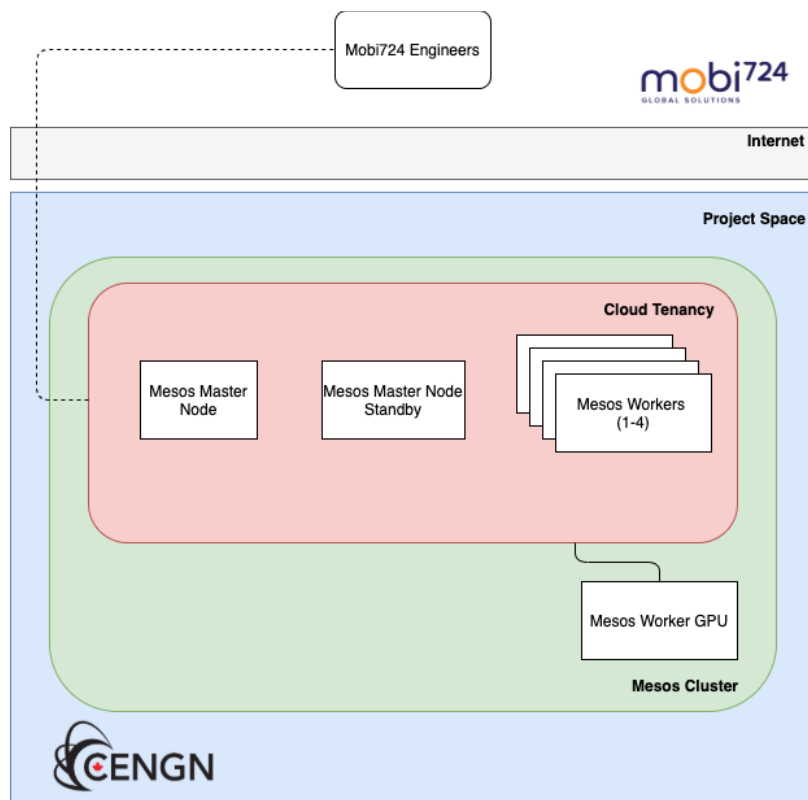 Mobi724 Engineers
mobi724
GLOBAL SOLUTIONS
Internet
Project Space
Cloud Tenancy
Mesos Master
Node
Mesos Master Node
Standby
Mesos Workers
(1-4)
Mesos Worker GPU
Mesos Cluster
CENGN